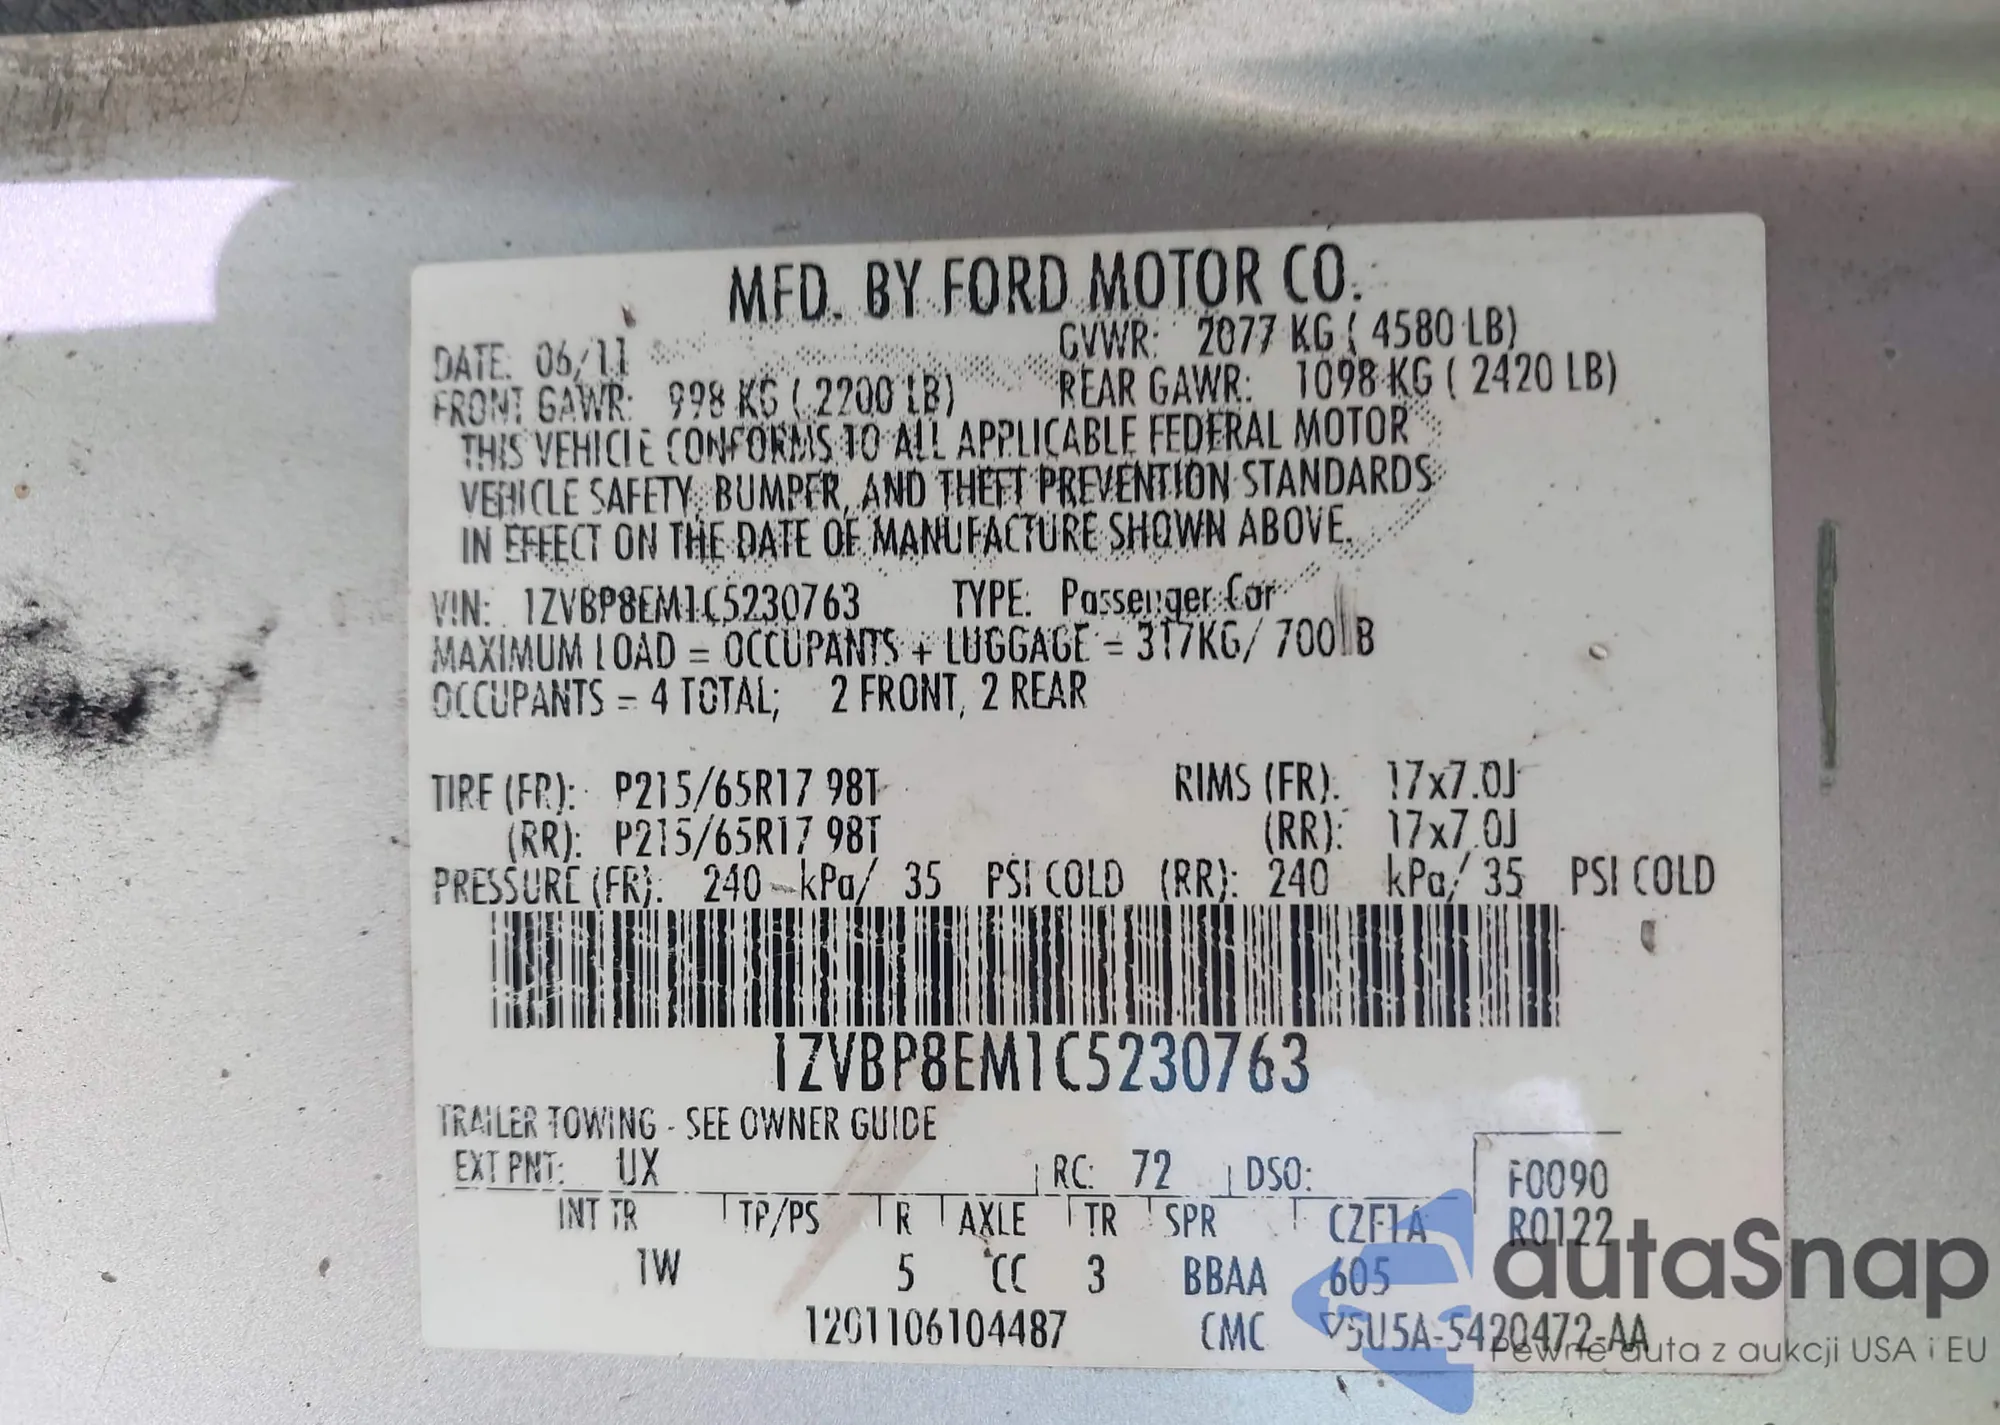 MFD. BY FORD MOTOR CO.
DATE: 06/11 GVWR: 2077 KG ( 4580 LB)
FRONT GAWR: 998 KG ( 2200 LB) REAR GAWR: 1098 KG ( 2420 LB)
THIS VEHICLE CONFORMS TO ALL APPLICABLE FEDERAL MOTOR
VEHICLE SAFETY, BUMPER, AND THEFT PREVENTION STANDARDS
IN EFFECT ON THE DATE OF MANUFACTURE SHOWN ABOVE.
VIN: 1ZVBP8EM1C5230763 TYPE: Passenger Car
MAXIMUM LOAD = OCCUPANTS + LUGGAGE = 317KG/ 700LB
OCCUPANTS = 4 TOTAL; 2 FRONT, 2 REAR
TIRE (FR): P215/65R17 98T RIMS (FR): 17x7.0J
(RR): P215/65R17 98T (RR): 17x7.0J
PRESSURE (FR): 240 kPa/ 35 PSI COLD (RR): 240 kPa/ 35 PSI COLD
1ZVBP8EM1C5230763
TRAILER TOWING - SEE OWNER GUIDE
EXT PNT: UX RC: 72 DSO: F0090
INT TR TP/PS R AXLE TR SPR CZF1A R0122
1W 5 CC 3 BBAA 605
1201106104487 CMC 5U5A-5420472-AA
autaSnap
Pewne auta z aukcji USA i EU